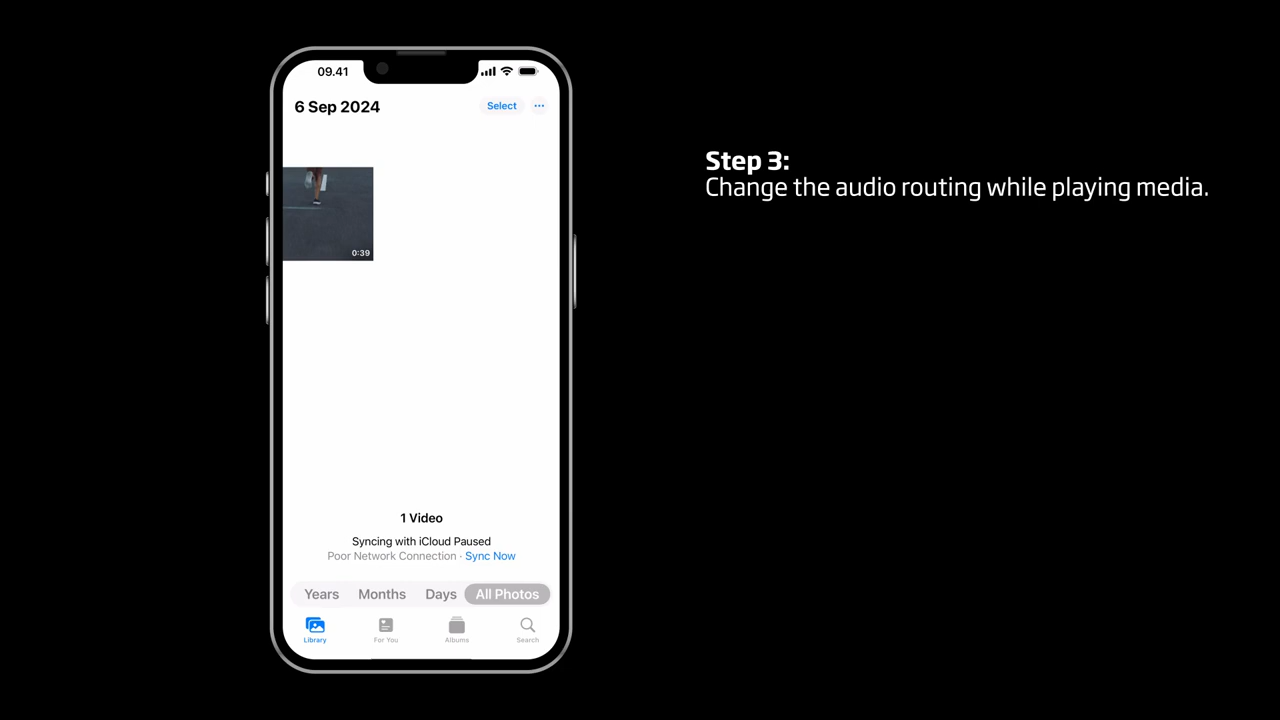 09.41
6 Sep 2024
Select
0:39
1 Video
Syncing with iCloud Paused
Poor Network Connection · Sync Now
Years Months Days All Photos
Library For You Albums Search
Step 3:
Change the audio routing while playing media.